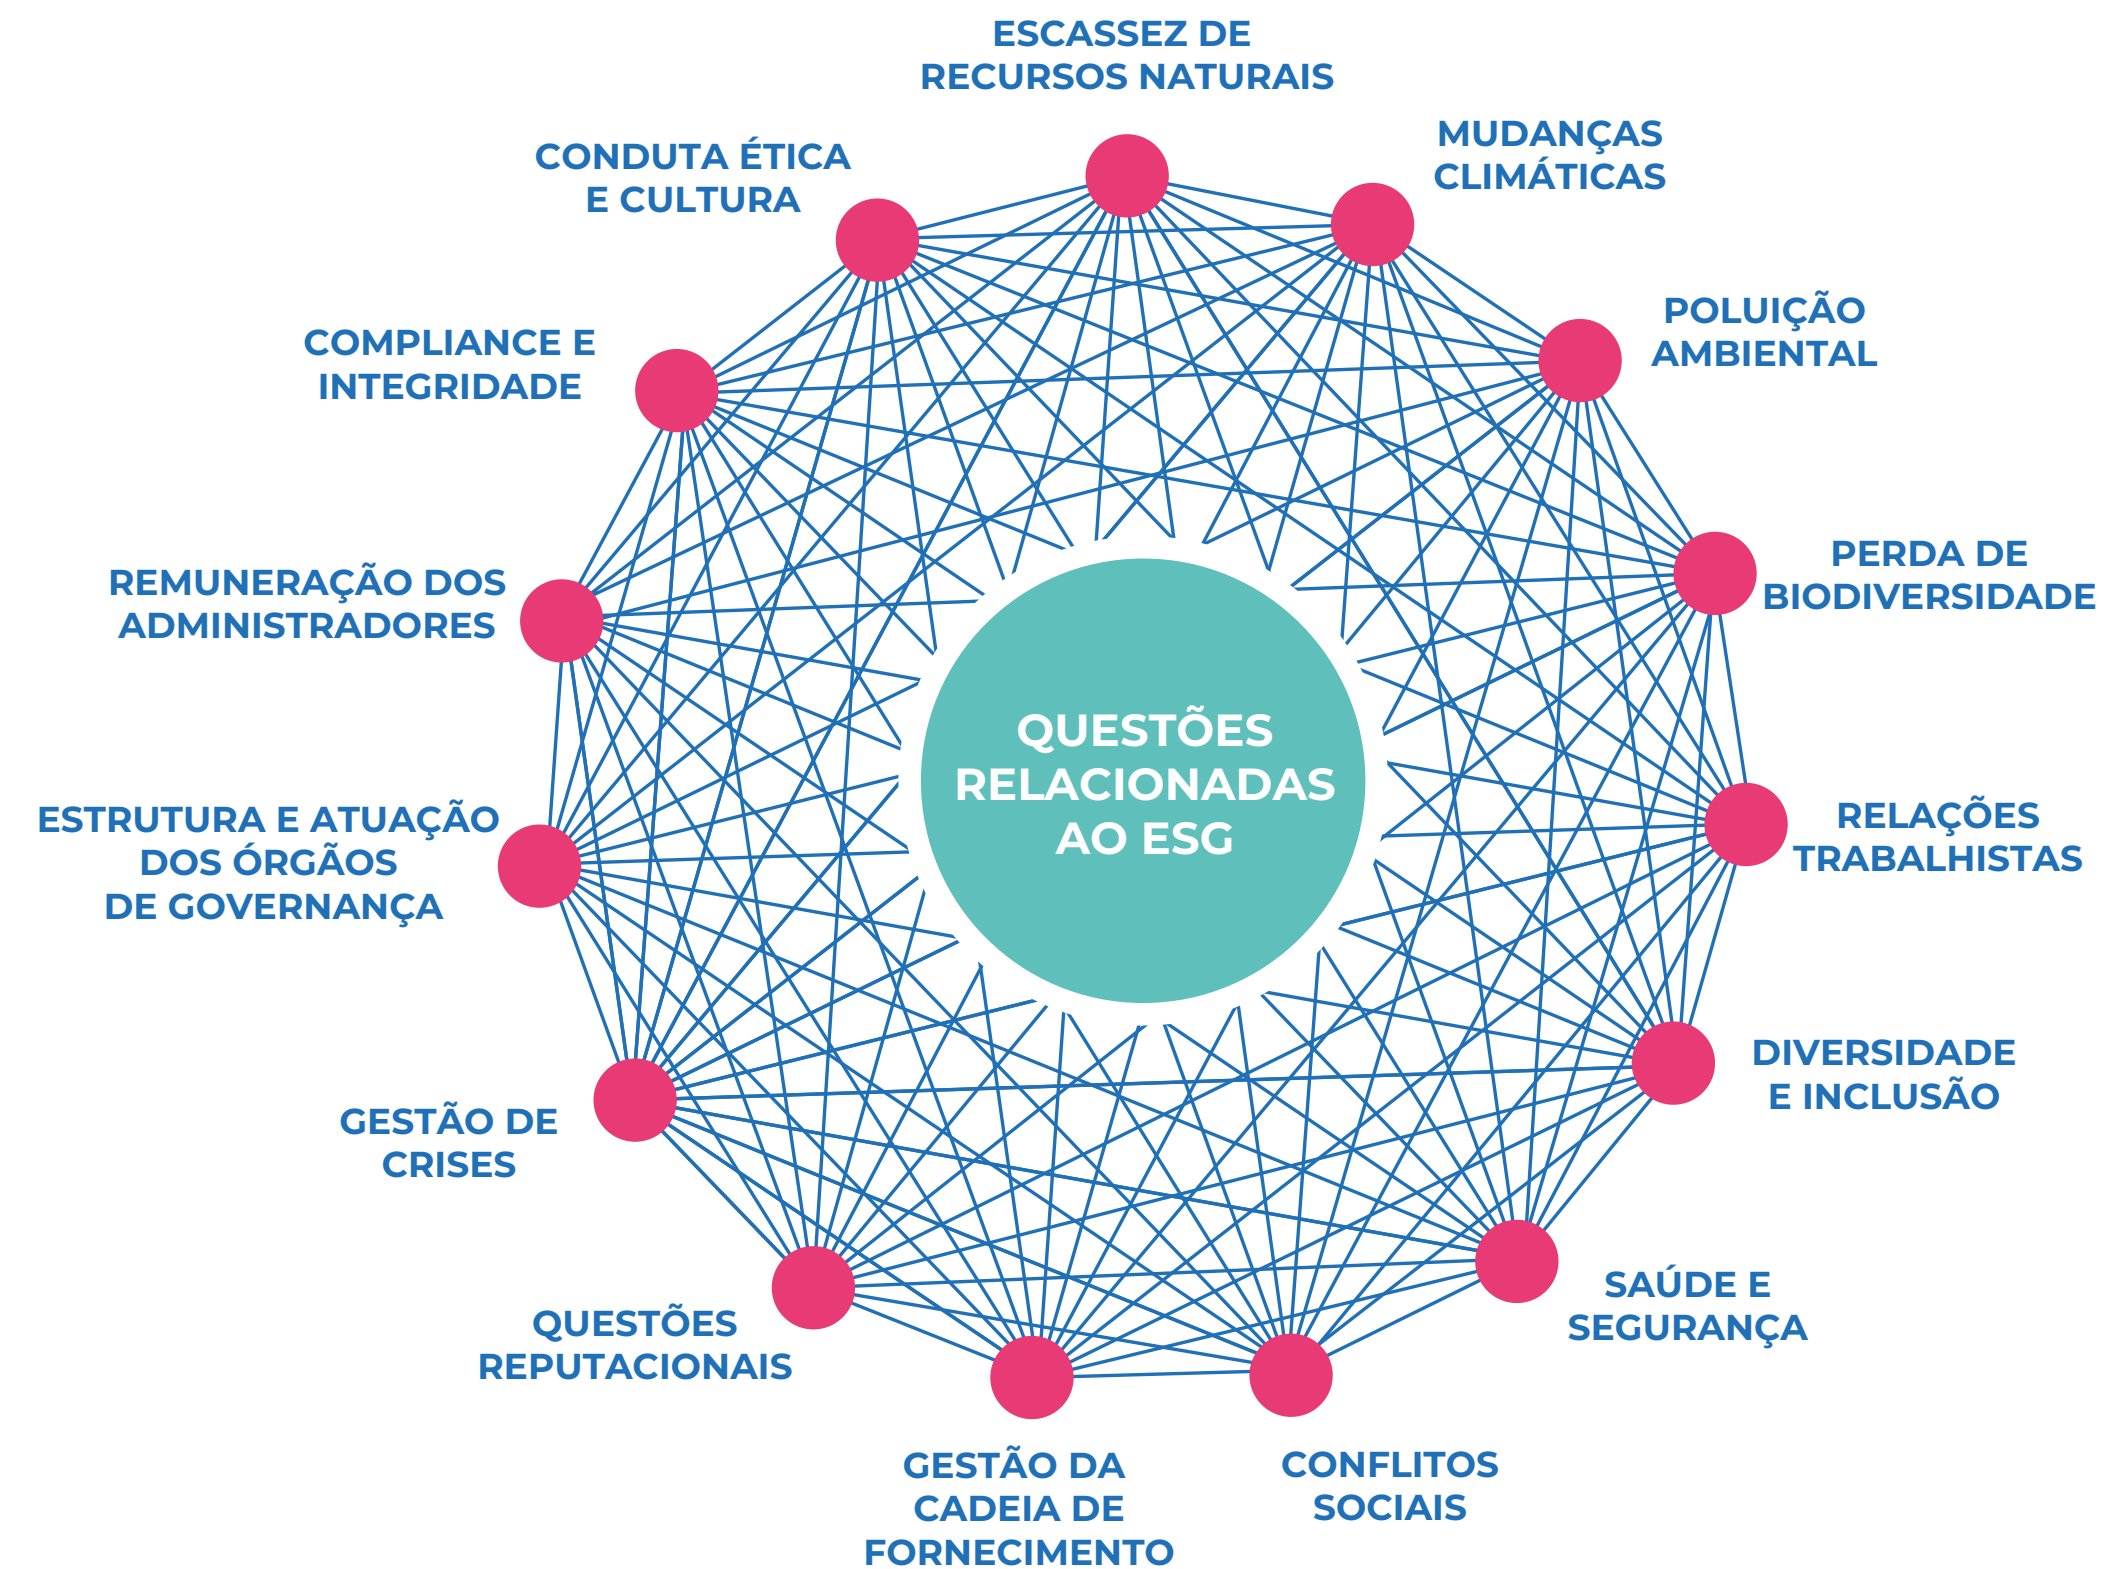 ESCASSEZ DE
RECURSOS NATURAIS
MUDANÇAS
CLIMÁTICAS
POLUIÇÃO
AMBIENTAL
PERDA DE
BIODIVERSIDADE
RELAÇÕES
TRABALHISTAS
DIVERSIDADE
E INCLUSÃO
SAÚDE E
SEGURANÇA
CONFLITOS
SOCIAIS
GESTÃO DA
CADEIA DE
FORNECIMENTO
QUESTÕES
REPUTACIONAIS
GESTÃO DE
CRISES
ESTRUTURA E ATUAÇÃO
DOS ÓRGÃOS
DE GOVERNANÇA
REMUNERAÇÃO DOS
ADMINISTRADORES
COMPLIANCE E
INTEGRIDADE
CONDUTA ÉTICA
E CULTURA
QUESTÕES
RELACIONADAS
AO ESG